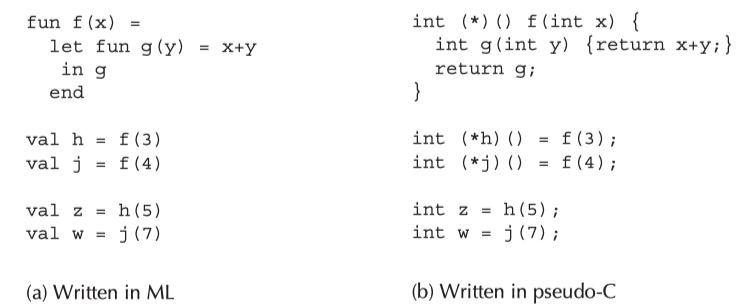 fun f(x) =
let fun g(y) = x+y
in g
end
val h = f(3)
val j = f(4)
val z = h(5)
val w = j(7)
(a) Written in ML
int (*)() f(int x) {
int g(int y) {return x+y;}
return g;
}
int (*h)() = f(3);
int (*j)() = f(4);
int z = h(5);
int w = j(7);
(b) Written in pseudo-C